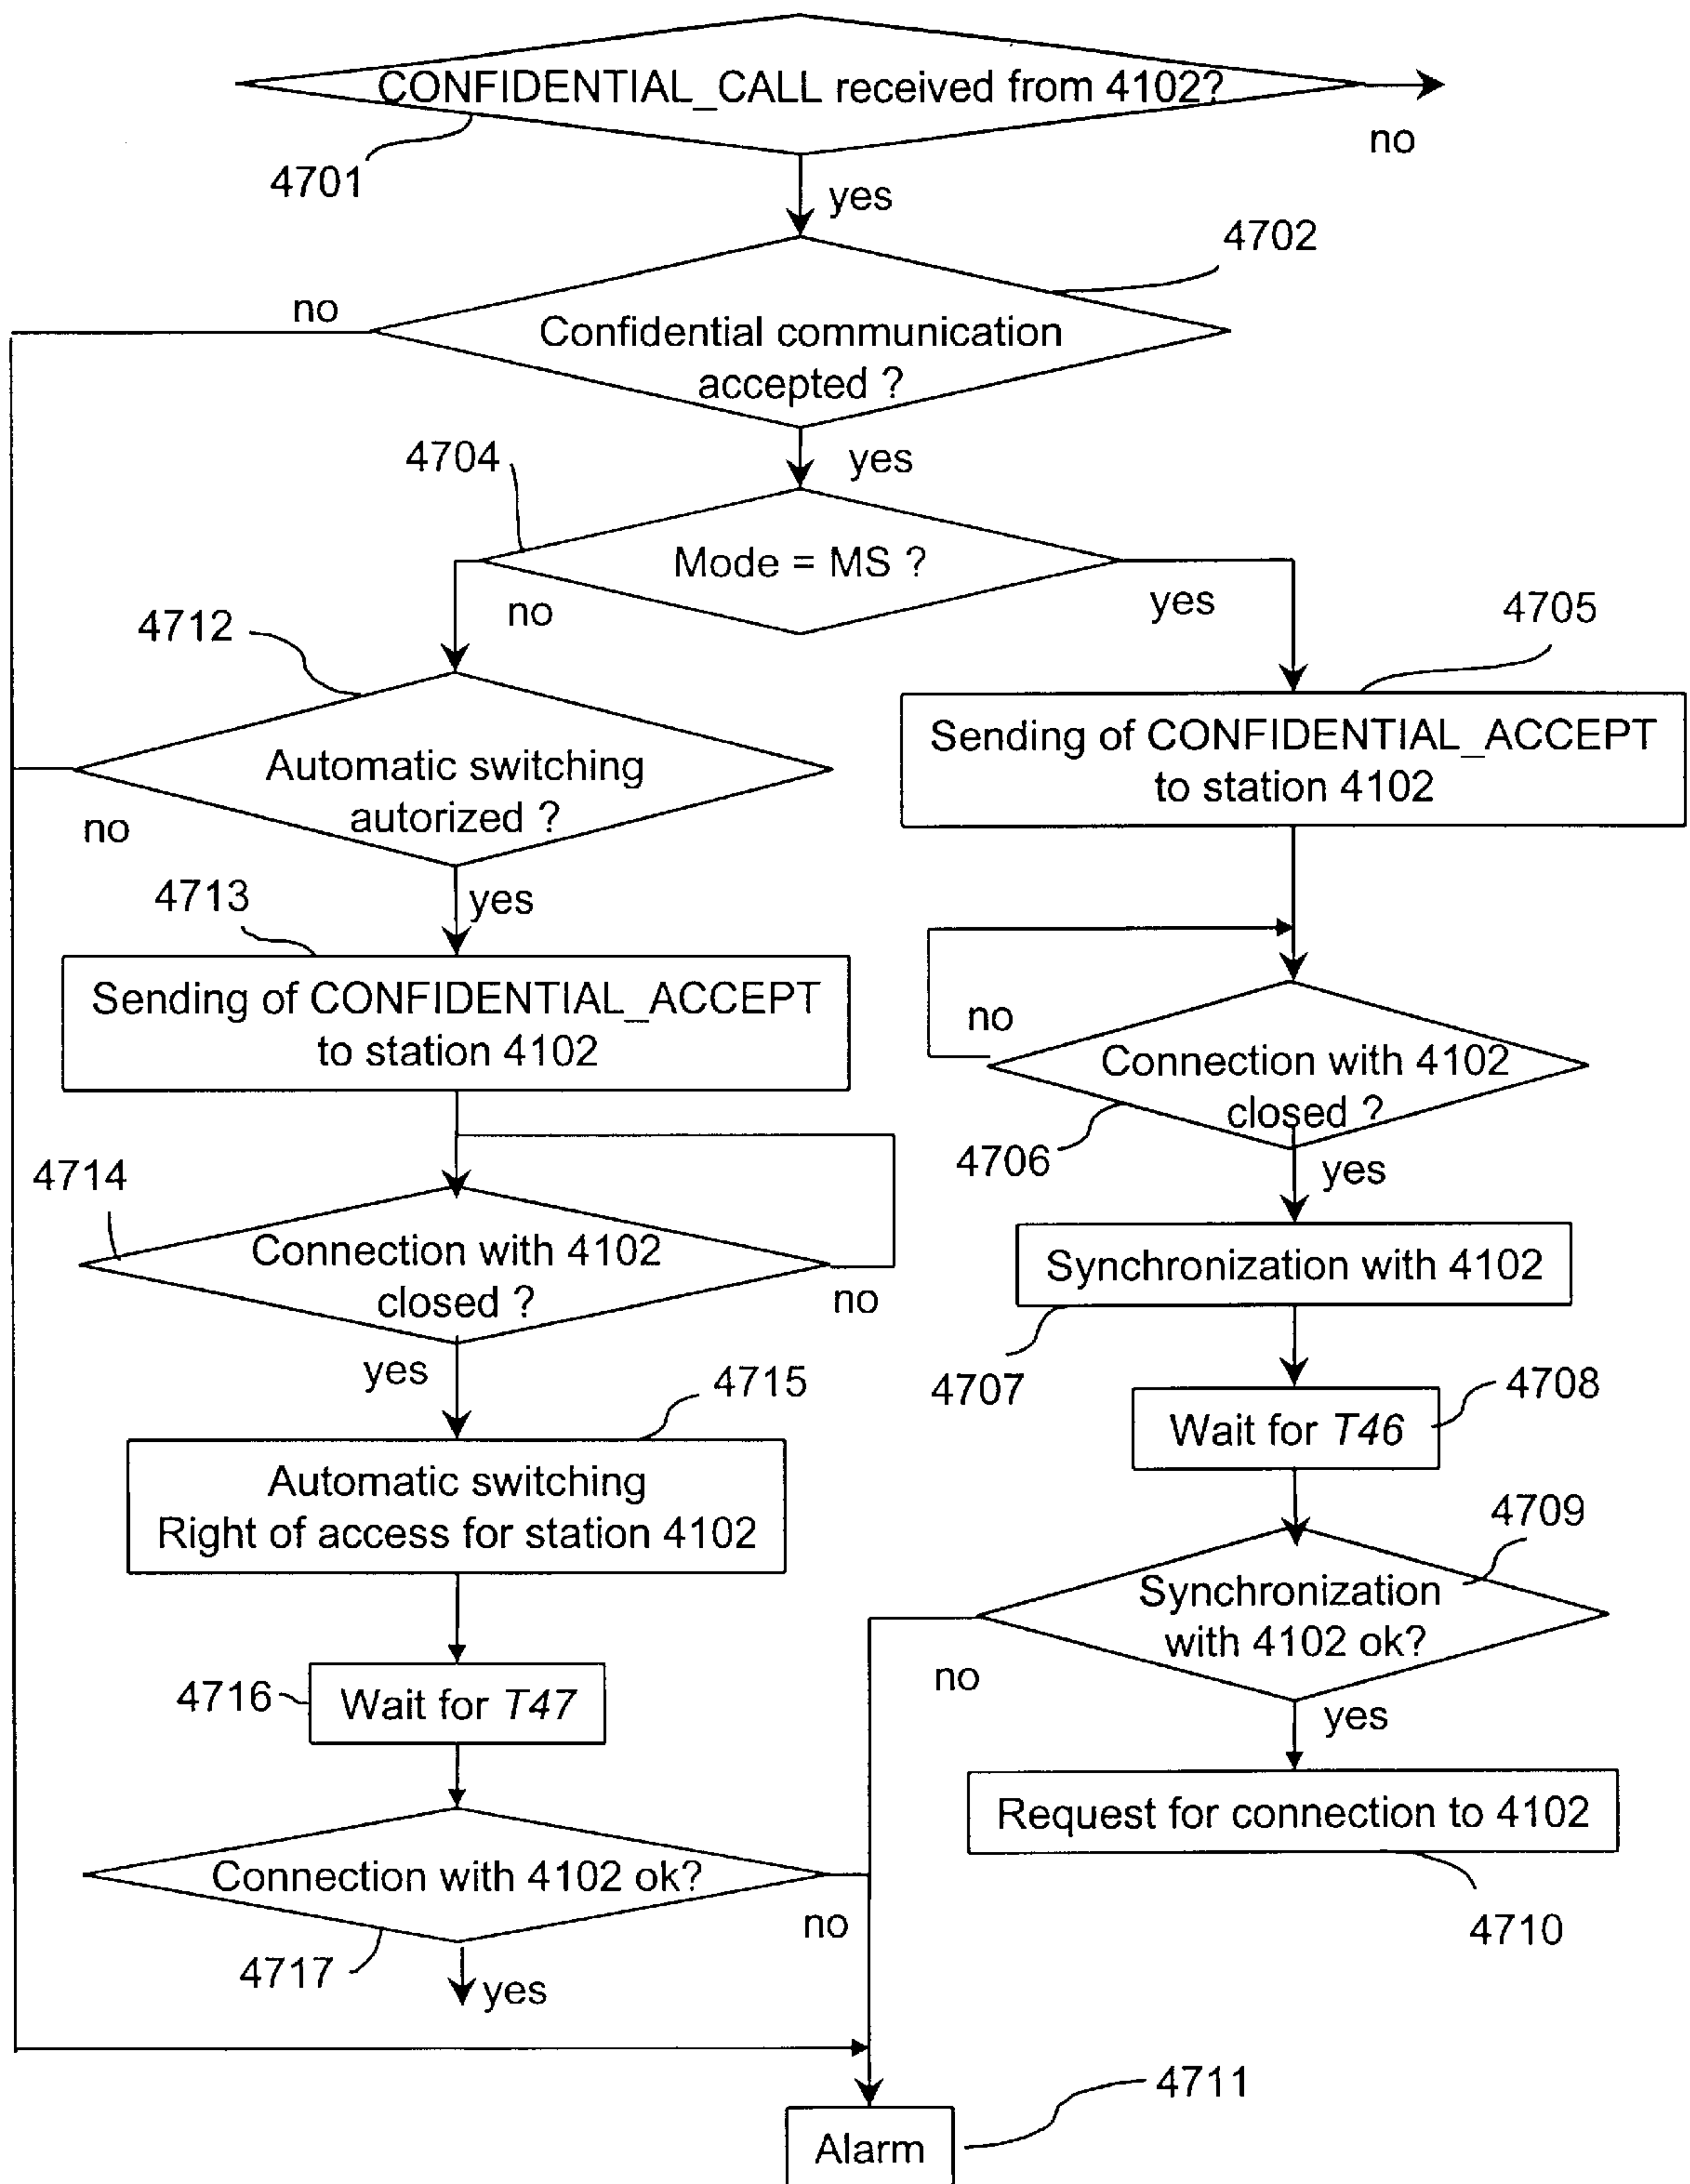 CONFIDENTIAL_CALL received from 4102?
no
4701
yes
4702
no
Confidential communication
accepted ?
4704
yes
Mode = MS ?
no
yes
4712
4705
Sending of CONFIDENTIAL_ACCEPT
to station 4102
Automatic switching
autorized ?
no
4713
yes
Sending of CONFIDENTIAL_ACCEPT
to station 4102
no
Connection with 4102
closed ?
4706
yes
4714
Connection with 4102
closed ?
no
Synchronization with 4102
yes
4715
4707
4708
Wait for T46
Automatic switching
Right of access for station 4102
4709
Synchronization
with 4102 ok?
no
yes
4716
Wait for T47
Request for connection to 4102
Connection with 4102 ok?
no
4710
4717
yes
4711
Alarm